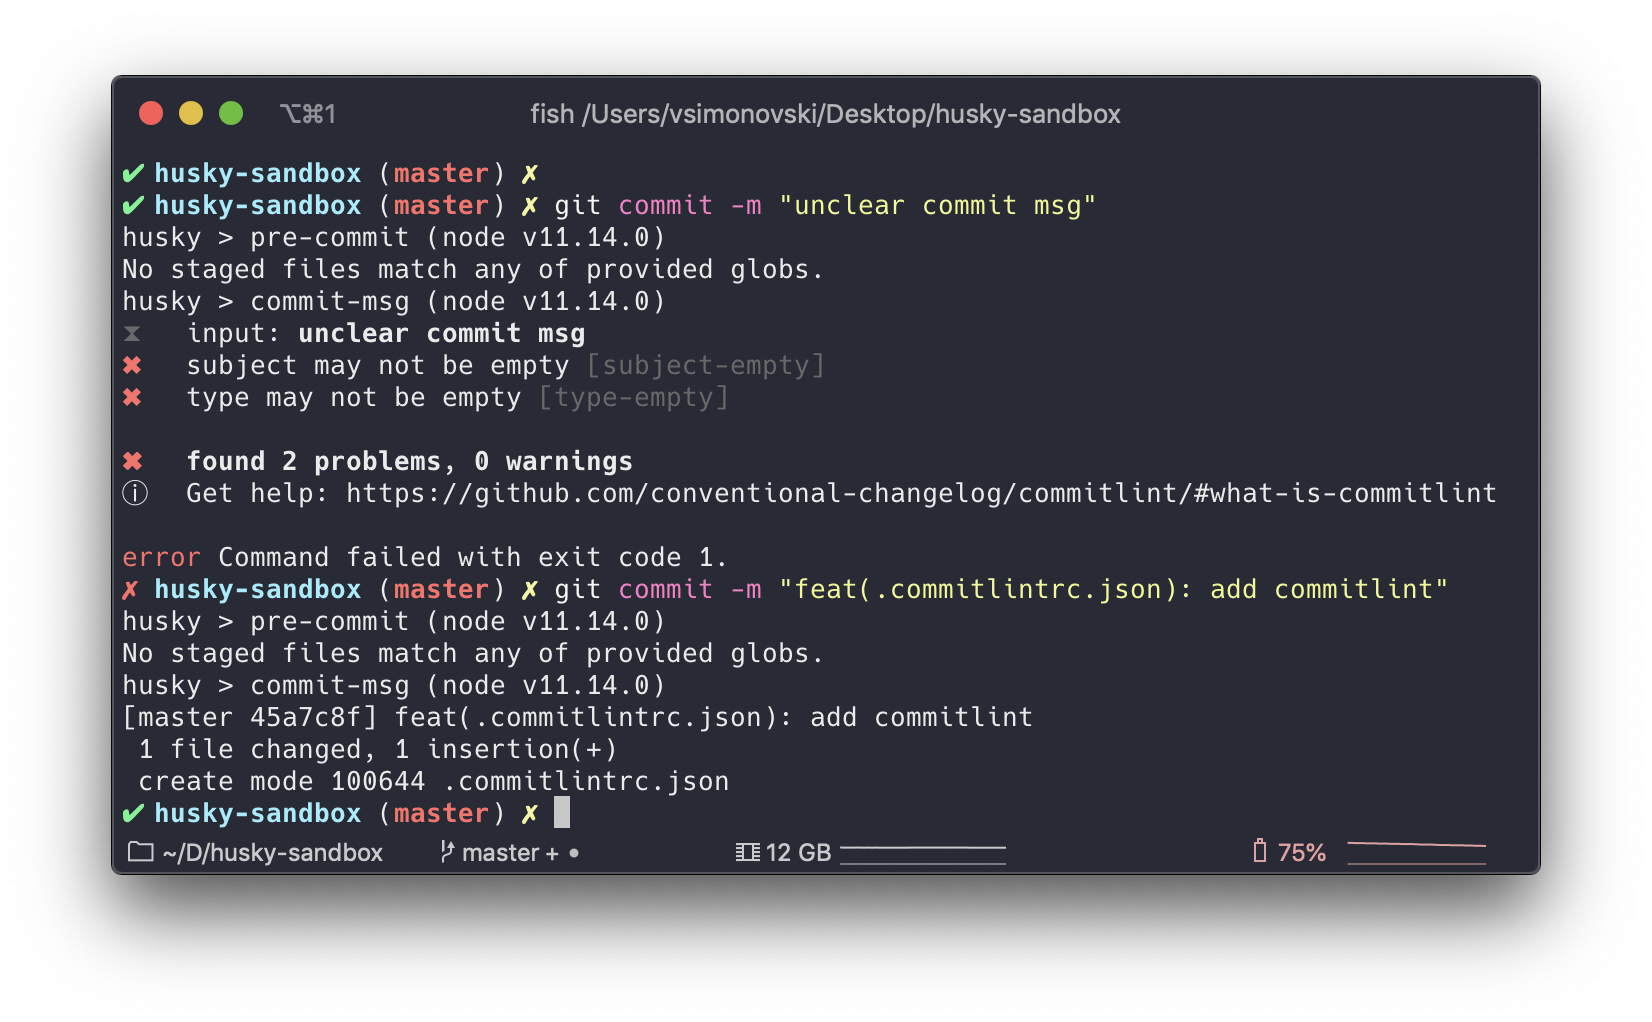 ⌥⌘1 fish /Users/vsimonovski/Desktop/husky-sandbox
✔ husky-sandbox (master) ✗
✔ husky-sandbox (master) ✗ git commit -m "unclear commit msg"
husky > pre-commit (node v11.14.0)
No staged files match any of provided globs.
husky > commit-msg (node v11.14.0)
⧗ input: unclear commit msg
✖ subject may not be empty [subject-empty]
✖ type may not be empty [type-empty]
✖ found 2 problems, 0 warnings
ⓘ Get help: https://github.com/conventional-changelog/commitlint/#what-is-commitlint
error Command failed with exit code 1.
✗ husky-sandbox (master) ✗ git commit -m "feat(.commitlintrc.json): add commitlint"
husky > pre-commit (node v11.14.0)
No staged files match any of provided globs.
husky > commit-msg (node v11.14.0)
[master 45a7c8f] feat(.commitlintrc.json): add commitlint
 1 file changed, 1 insertion(+)
 create mode 100644 .commitlintrc.json
✔ husky-sandbox (master) ✗
~/D/husky-sandbox master + ● 12 GB 75%